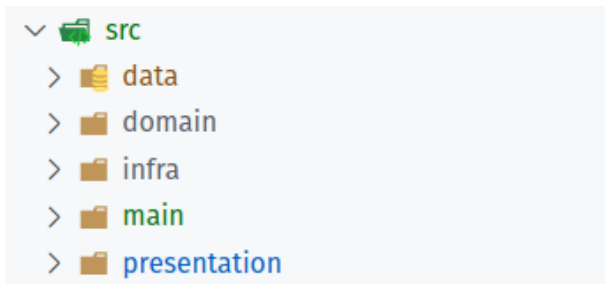 src
data
domain
infra
main
presentation